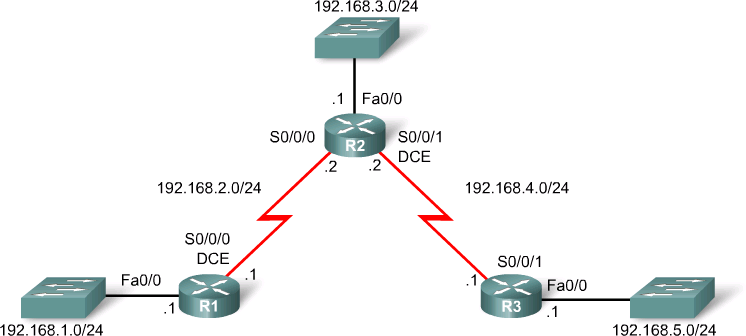 192.168.3.0/24
.1 Fa0/0
S0/0/0 R2 S0/0/1
DCE
.2 .2
192.168.2.0/24 192.168.4.0/24
S0/0/0
DCE
.1
S0/0/1
.1
Fa0/0 R1 .1
R3 Fa0/0
.1
192.168.1.0/24 192.168.5.0/24